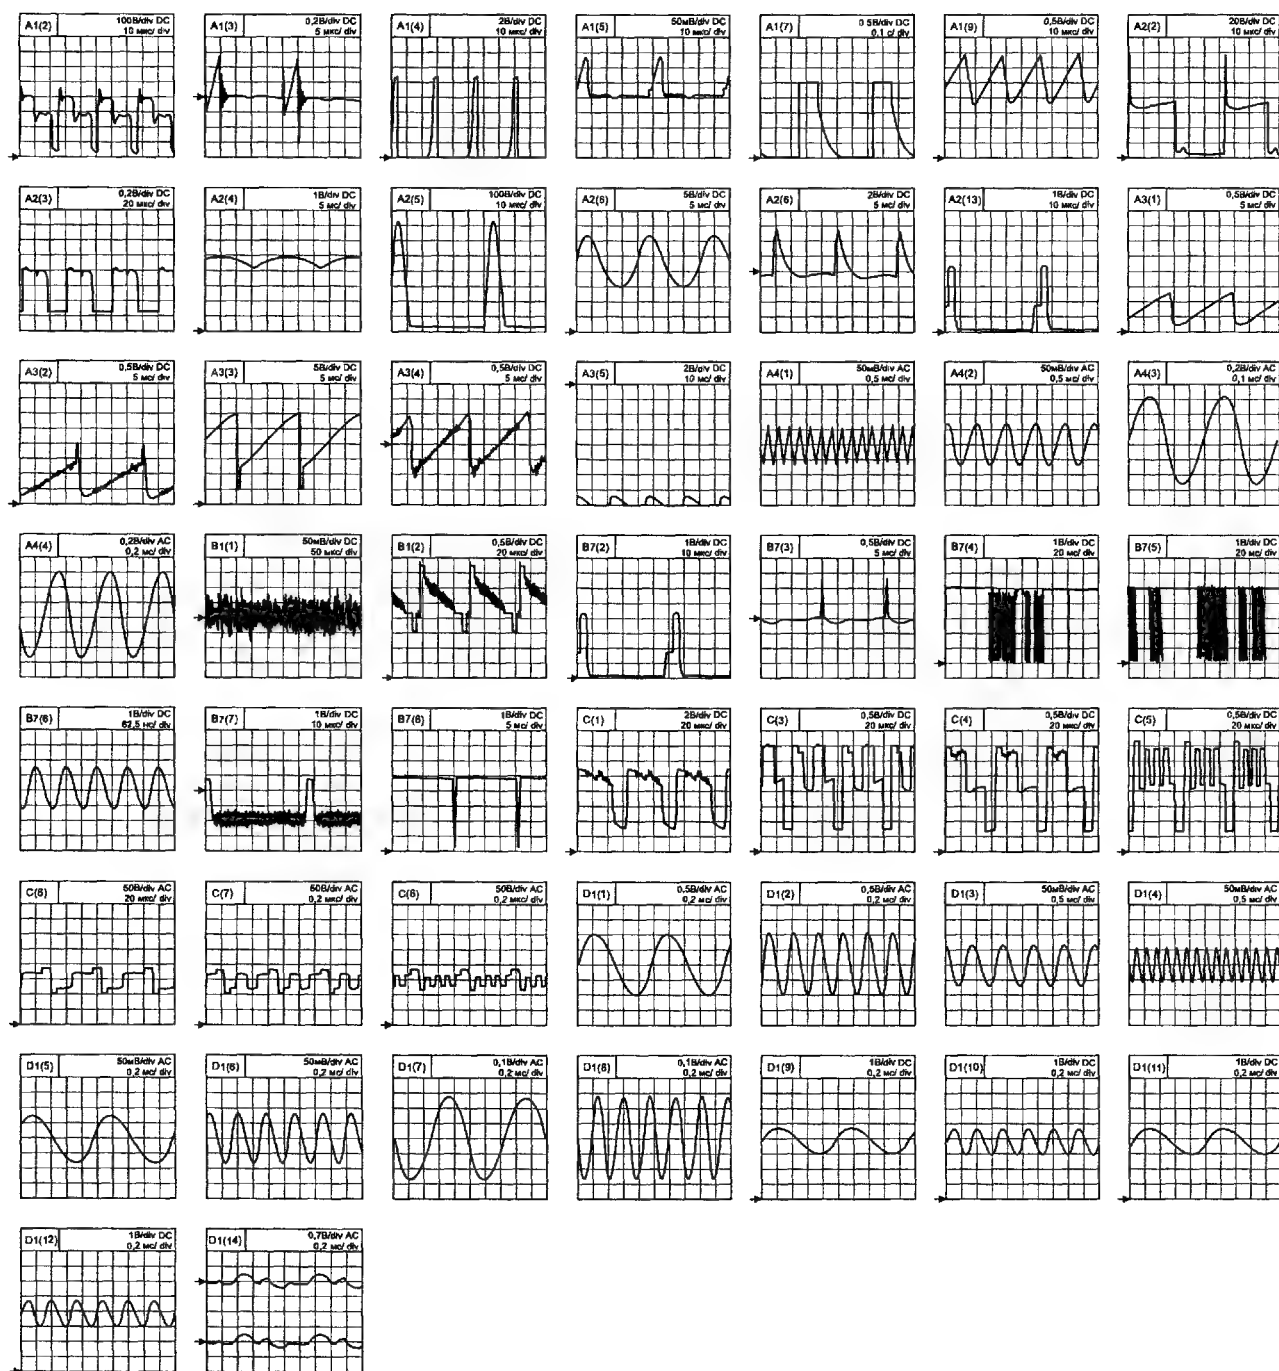 A1(2)
100В/div DC
10 мкс/ div
A1(3)
0,2В/div DC
5 мкс/ div
A1(4)
2В/div DC
10 мкс/ div
A1(5)
50мВ/div DC
10 мкс/ div
A1(7)
0 5В/div DC
0,1 с/ div
A1(9)
0,5В/div DC
10 мкс/ div
A2(2)
20В/div DC
10 мкс/ div
A2(3)
0,2В/div DC
20 мкс/ div
A2(4)
1В/div DC
5 мс/ div
A2(5)
100В/div DC
10 мкс/ div
A2(6)
5В/div DC
5 мс/ div
A2(6)
2В/div DC
5 мс/ div
A2(13)
1В/div DC
10 мкс/ div
A3(1)
0,5В/div DC
5 мс/ div
A3(2)
0,5В/div DC
5 мс/ div
A3(3)
5В/div DC
5 мс/ div
A3(4)
0,5В/div DC
5 мс/ div
A3(5)
2В/div DC
10 мс/ div
A4(1)
50мВ/div AC
0,5 мс/ div
A4(2)
50мВ/div AC
0,5 мс/ div
A4(3)
0,2В/div AC
0,1 мс/ div
A4(4)
0,2В/div AC
0,2 мс/ div
B1(1)
50мВ/div DC
50 мкс/ div
B1(2)
0,5В/div DC
20 мкс/ div
B7(2)
1В/div DC
10 мкс/ div
B7(3)
0,5В/div DC
5 мс/ div
B7(4)
1В/div DC
20 мс/ div
B7(5)
1В/div DC
20 мс/ div
B7(6)
1В/div DC
62,5 нс/ div
B7(7)
1В/div DC
10 мкс/ div
B7(8)
1В/div DC
5 мс/ div
C(1)
2В/div DC
20 мкс/ div
C(3)
0,5В/div DC
20 мкс/ div
C(4)
0,5В/div DC
20 мкс/ div
C(5)
0,5В/div DC
20 мкс/ div
C(6)
50В/div AC
20 мкс/ div
C(7)
50В/div AC
0,2 мс/ div
C(6)
50В/div AC
0,2 мс/ div
D1(1)
0,5В/div AC
0,2 мс/ div
D1(2)
0,5В/div AC
0,2 мс/ div
D1(3)
50мВ/div AC
0,5 мс/ div
D1(4)
50мВ/div AC
0,5 мс/ div
D1(5)
50мВ/div AC
0,2 мс/ div
D1(6)
50мВ/div AC
0,2 мс/ div
D1(7)
0,1В/div AC
0,2 мс/ div
D1(8)
0,1В/div AC
0,2 мс/ div
D1(9)
1В/div DC
0,2 мс/ div
D1(10)
1В/div DC
0,2 мс/ div
D1(11)
1В/div DC
0,2 мс/ div
D1(12)
1В/div DC
0,2 мс/ div
D1(14)
0,7В/div AC
0,2 мс/ div